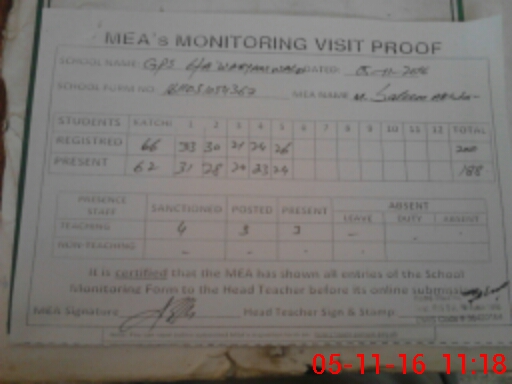 MEA's MONITORING VISIT PROOF
SCHOOL NAME: GPS DATED: 05-11-2016
SCHOOL FORM NO. MEA NAME M. Saleem
STUDENTS KATCHI 1 2 3 4 5 6 7 8 9 10 11 12 TOTAL
REGISTRED 66 33 30 21 24 26 200
PRESENT 62 31 28 20 23 24 188
PRESENCE STAFF SANCTIONED POSTED PRESENT ABSENT
LEAVE DUTY ABSENT
TEACHING 4 3 3 - - -
NON-TEACHING - - - - - -
It is certified that the MEA has shown all entries of the School
Monitoring Form to the Head Teacher before its online submission
MEA Signature Head Teacher Sign & Stamp
05-11-16 11:18